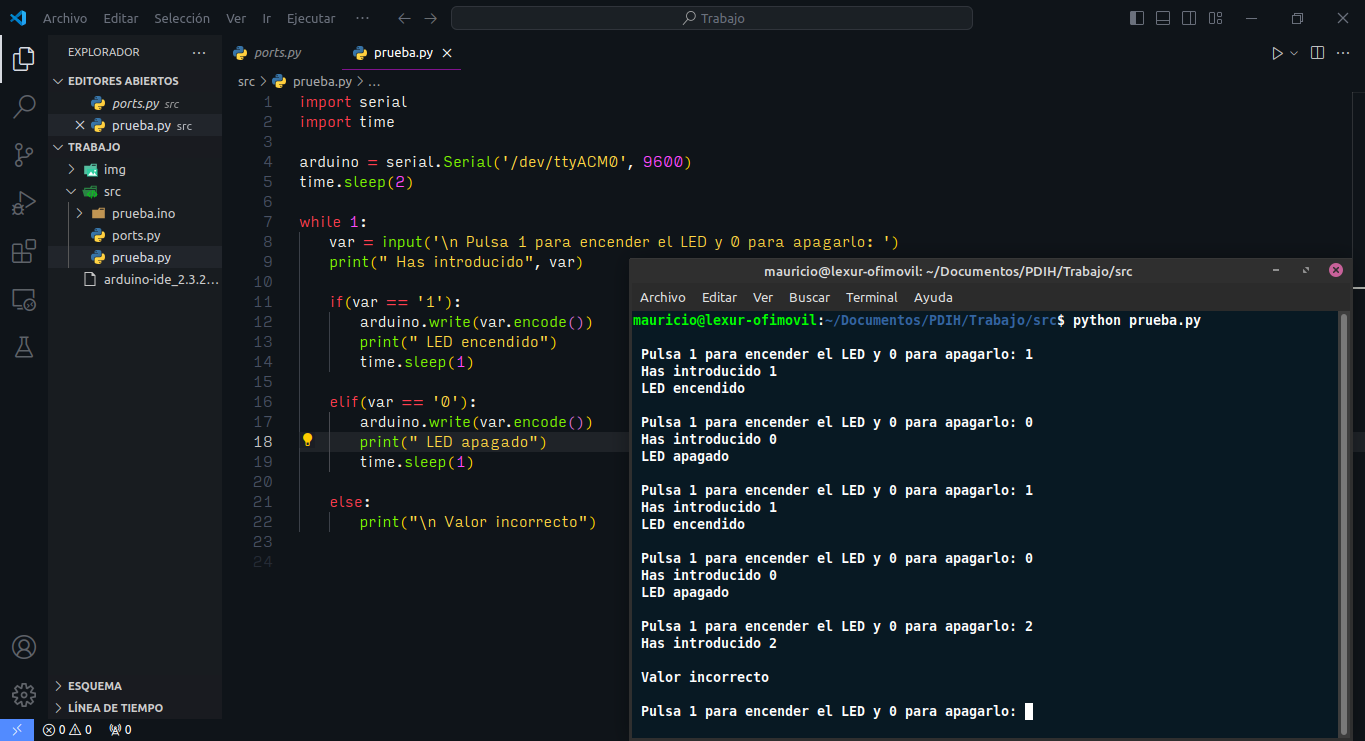 Archivo Editar Selección Ver Ir Ejecutar ··· Trabajo
EXPLORADOR ···
EDITORES ABIERTOS
ports.py src
prueba.py src
TRABAJO
img
src
prueba.ino
ports.py
prueba.py
arduino-ide_2.3.2...
ESQUEMA
LÍNEA DE TIEMPO
0 0 0
ports.py prueba.py
src > prueba.py > ...
1 import serial
2 import time
3
4 arduino = serial.Serial('/dev/ttyACM0', 9600)
5 time.sleep(2)
6
7 while 1:
8 var = input('\n Pulsa 1 para encender el LED y 0 para apagarlo: ')
9 print(" Has introducido", var)
10
11 if(var == '1'):
12 arduino.write(var.encode())
13 print(" LED encendido")
14 time.sleep(1)
15
16 elif(var == '0'):
17 arduino.write(var.encode())
18 print(" LED apagado")
19 time.sleep(1)
20
21 else:
22 print("\n Valor incorrecto")
23
24
mauricio@lexur-ofimovil: ~/Documentos/PDIH/Trabajo/src
Archivo Editar Ver Buscar Terminal Ayuda
mauricio@lexur-ofimovil:~/Documentos/PDIH/Trabajo/src$ python prueba.py
Pulsa 1 para encender el LED y 0 para apagarlo: 1
Has introducido 1
LED encendido
Pulsa 1 para encender el LED y 0 para apagarlo: 0
Has introducido 0
LED apagado
Pulsa 1 para encender el LED y 0 para apagarlo: 1
Has introducido 1
LED encendido
Pulsa 1 para encender el LED y 0 para apagarlo: 0
Has introducido 0
LED apagado
Pulsa 1 para encender el LED y 0 para apagarlo: 2
Has introducido 2
Valor incorrecto
Pulsa 1 para encender el LED y 0 para apagarlo: